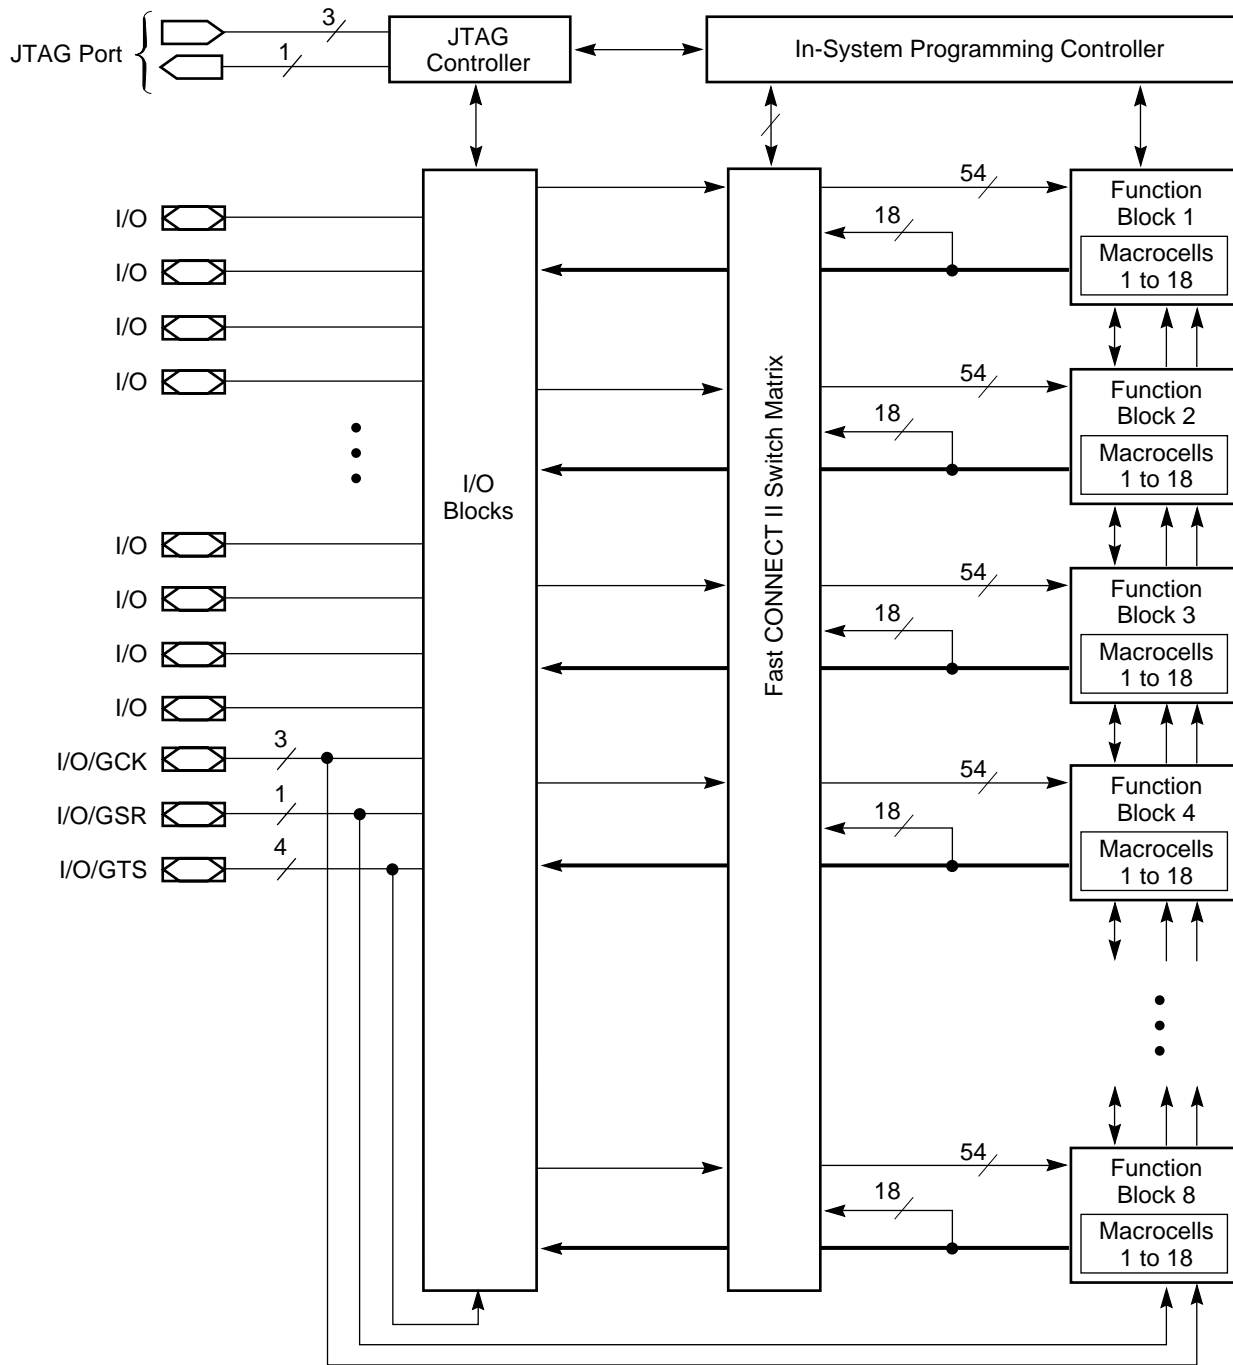 JTAG Port
3
1
JTAG
Controller
In-System Programming Controller
I/O
I/O
I/O
I/O
I/O
I/O
I/O
I/O
I/O/GCK
3
I/O/GSR
1
I/O/GTS
4
I/O
Blocks
Fast CONNECT II Switch Matrix
54
18
Function
Block 1
Macrocells
1 to 18
54
18
Function
Block 2
Macrocells
1 to 18
54
18
Function
Block 3
Macrocells
1 to 18
54
18
Function
Block 4
Macrocells
1 to 18
54
18
Function
Block 8
Macrocells
1 to 18